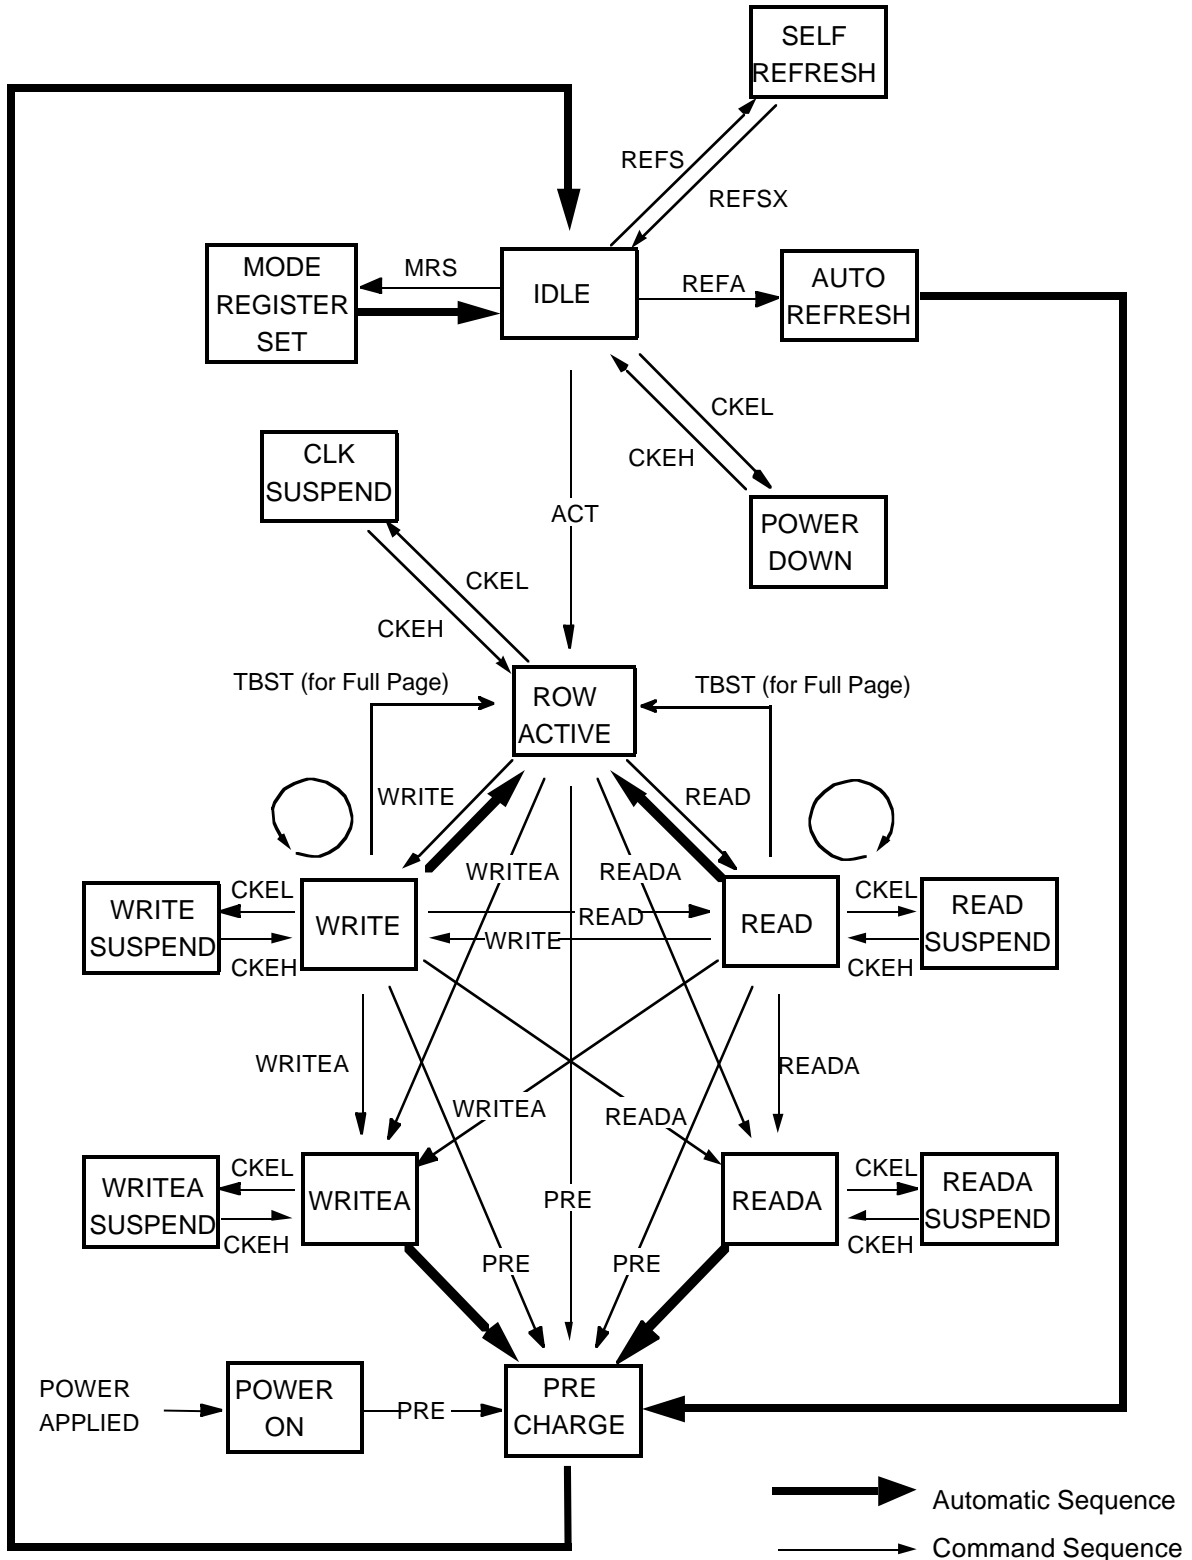 SELF
REFRESH
REFS
REFSX
MODE
REGISTER
SET
MRS
IDLE
REFA
AUTO
REFRESH
CKEL
CKEH
CLK
SUSPEND
ACT
POWER
DOWN
CKEL
CKEH
TBST (for Full Page)
ROW
ACTIVE
TBST (for Full Page)
WRITE
READ
WRITEA
READA
WRITE
SUSPEND
CKEL
CKEH
WRITE
READ
WRITE
READ
CKEL
CKEH
READ
SUSPEND
WRITEA
READA
WRITEA
READA
WRITEA
SUSPEND
CKEL
CKEH
WRITEA
PRE
READA
CKEL
CKEH
READA
SUSPEND
PRE
PRE
POWER
APPLIED
POWER
ON
PRE
PRE
CHARGE
Automatic Sequence
Command Sequence